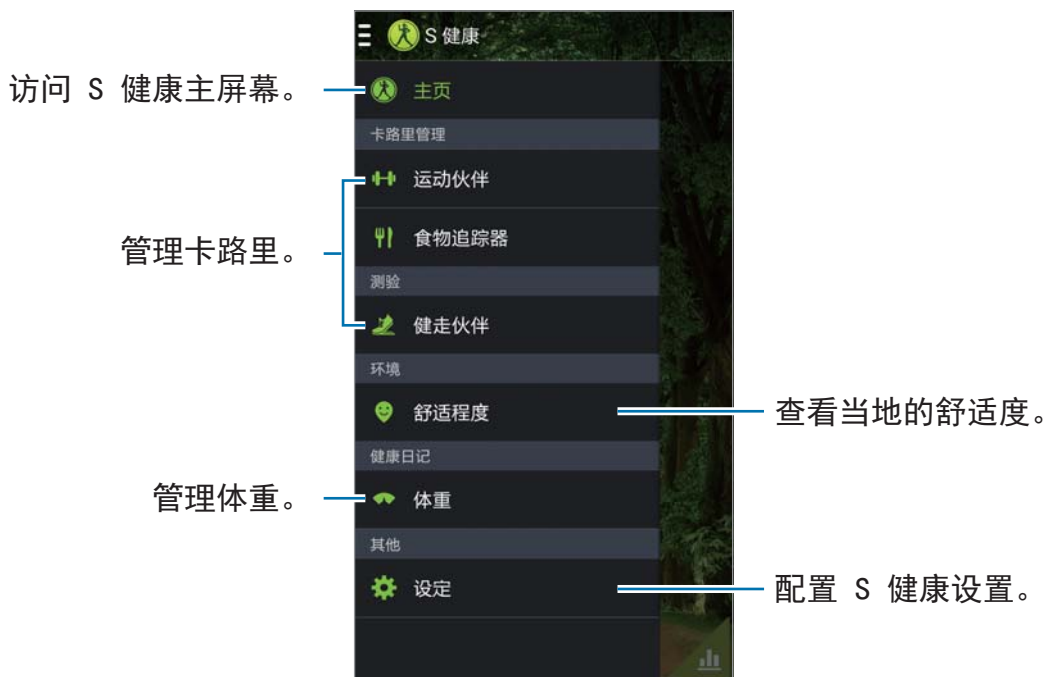 S 健康
访问 S 健康主屏幕。
主页
卡路里管理
运动伙伴
管理卡路里。
食物追踪器
测验
健走伙伴
环境
舒适程度
查看当地的舒适度。
健康日记
管理体重。
体重
其他
设定
配置 S 健康设置。